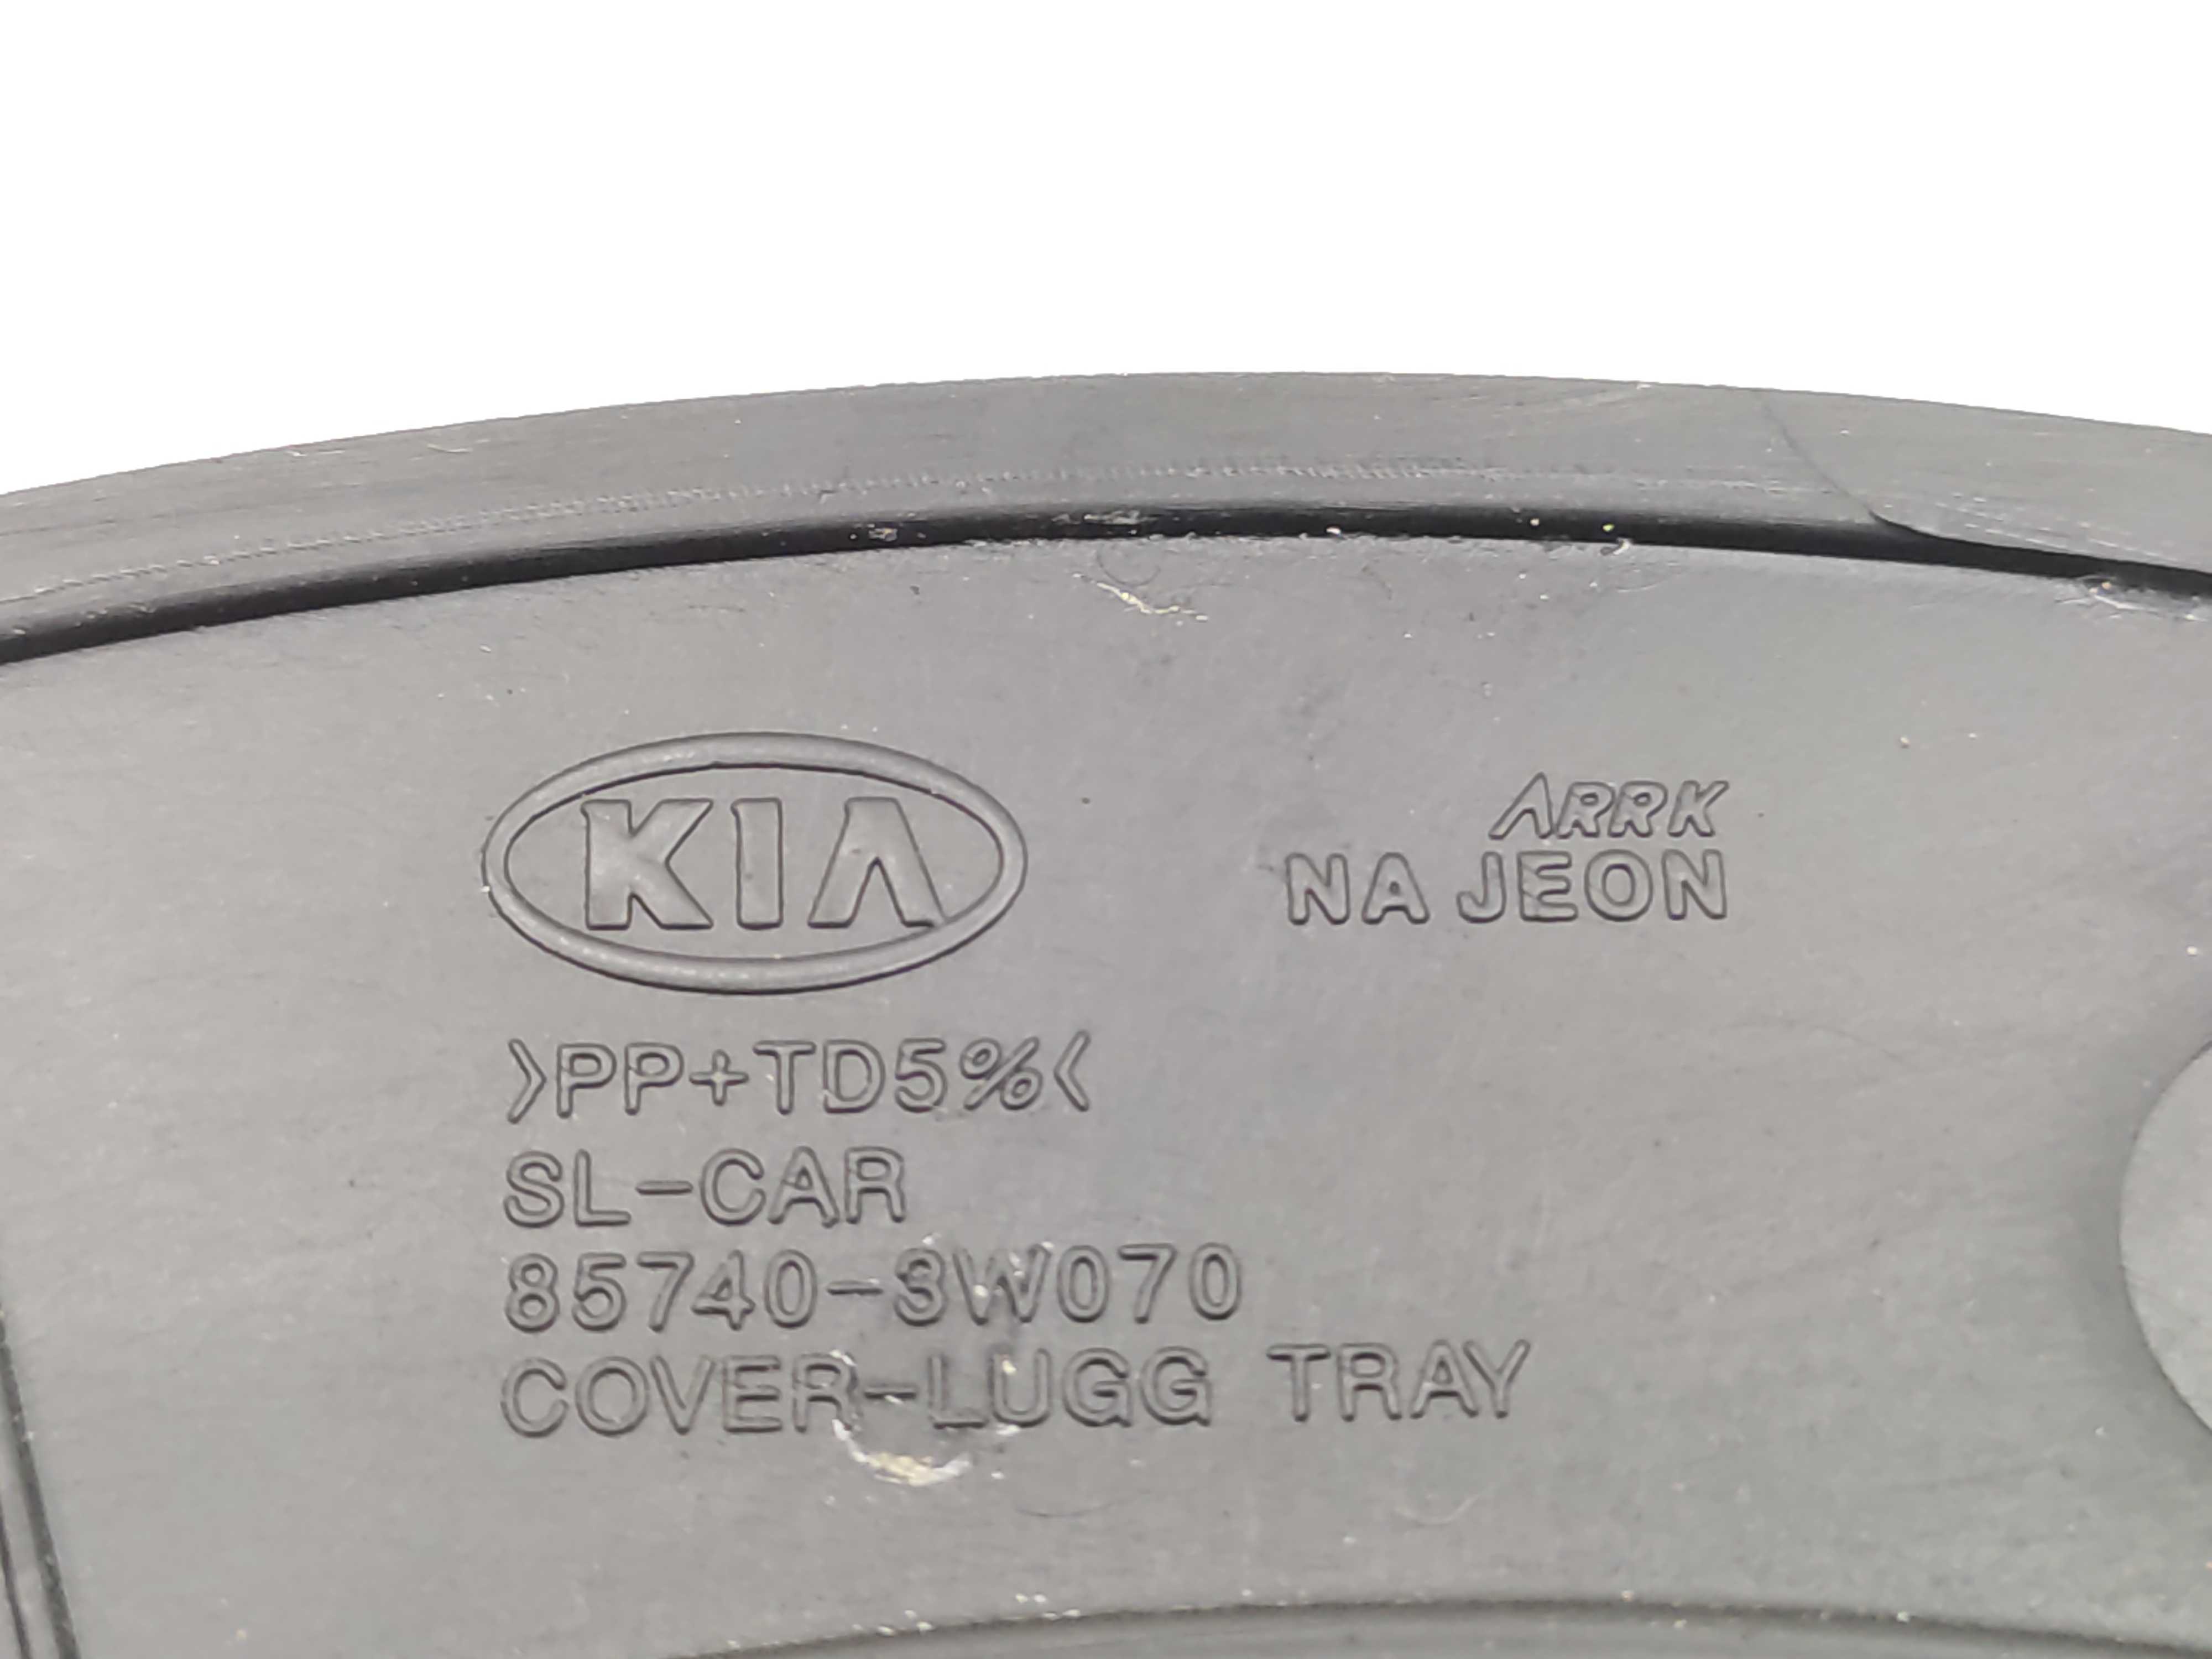 KIA
ARRK
NA JEON
>PP+TD5%<
SL-CAR
85740-3W070
COVER-LUGG TRAY